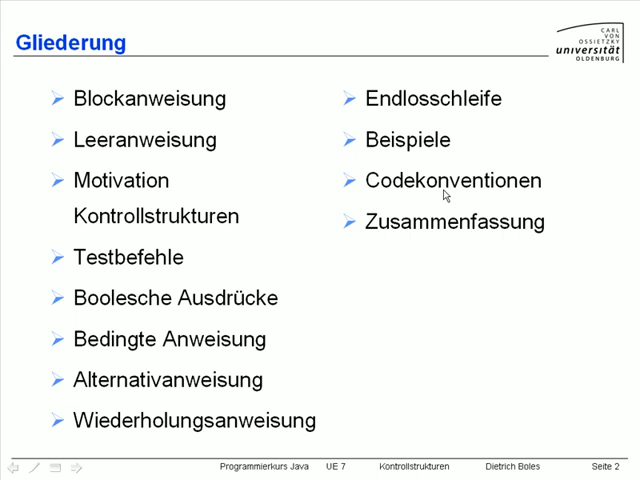 Gliederung
CARL
VON
OSSIETZKY
universität
OLDENBURG
Blockanweisung
Leeranweisung
Motivation
Kontrollstrukturen
Testbefehle
Boolesche Ausdrücke
Bedingte Anweisung
Alternativanweisung
Wiederholungsanweisung
Endlosschleife
Beispiele
Codekonventionen
Zusammenfassung
Programmierkurs Java UE 7 Kontrollstrukturen Dietrich Boles Seite 2